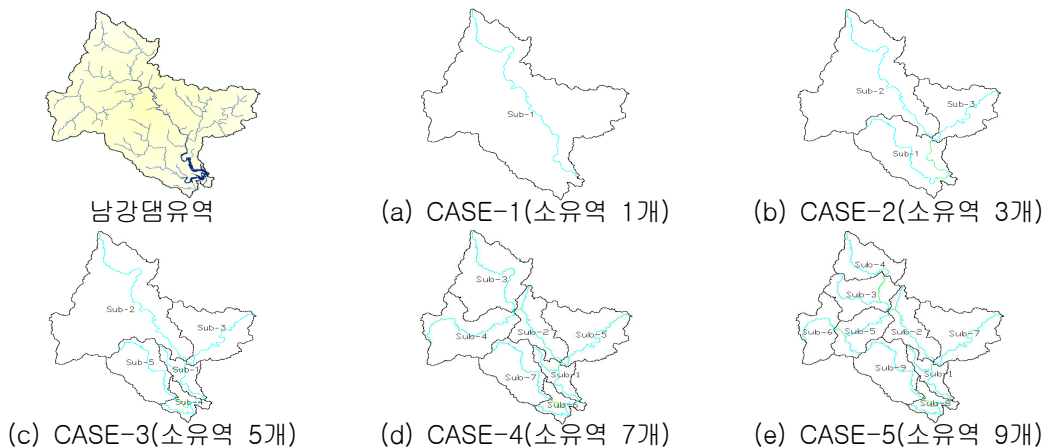 Sub-1
Sub-2
Sub-3
Sub-1
남강댐유역
(a) CASE-1(소유역 1개)
(b) CASE-2(소유역 3개)
Sub-2
Sub-3
Sub-5
Sub-1
Sub-4
Sub-3
Sub-2
Sub-5
Sub-4
Sub-1
Sub-7
Sub-6
Sub-4
Sub-3
Sub-6
Sub-5
Sub-2
Sub-7
Sub-9
Sub-1
Sub-8
(c) CASE-3(소유역 5개)
(d) CASE-4(소유역 7개)
(e) CASE-5(소유역 9개)